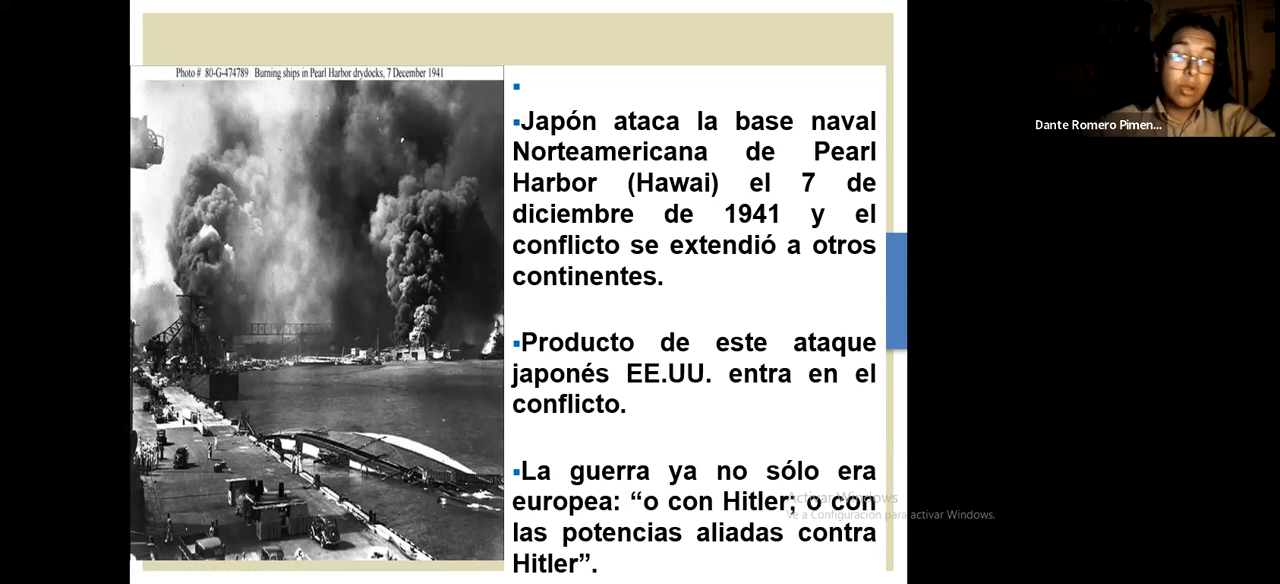 Photo # 80-G-474789 Burning ships in Pearl Harbor drydocks, 7 December 1941
▪
▪Japón ataca la base naval
Norteamericana de Pearl
Harbor (Hawai) el 7 de
diciembre de 1941 y el
conflicto se extendió a otros
continentes.
▪Producto de este ataque
japonés EE.UU. entra en el
conflicto.
▪La guerra ya no sólo era
europea: “o con Hitler; o con
las potencias aliadas contra
Hitler”.
Activar Windows
Ve a Configuración para activar Windows.
Dante Romero Pimen...